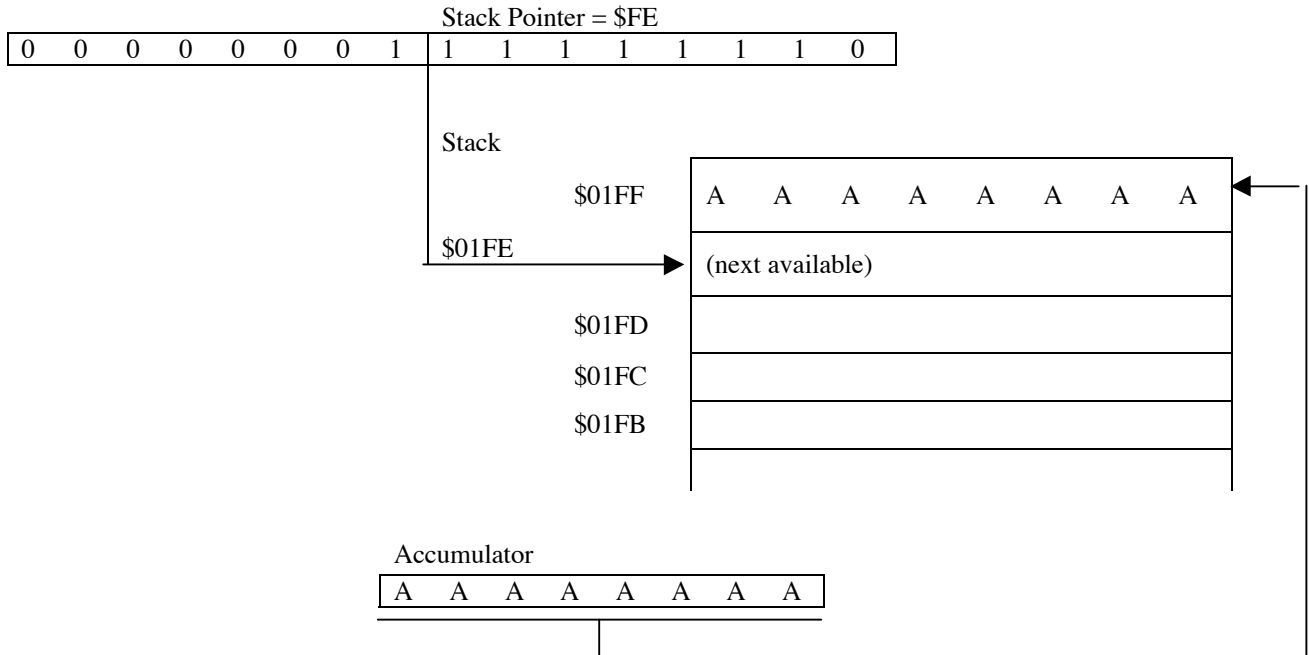 Stack Pointer = $FE
0 0 0 0 0 0 0 1 1 1 1 1 1 1 1 0
Stack
$01FF A A A A A A A A
$01FE (next available)
$01FD
$01FC
$01FB
Accumulator
A A A A A A A A